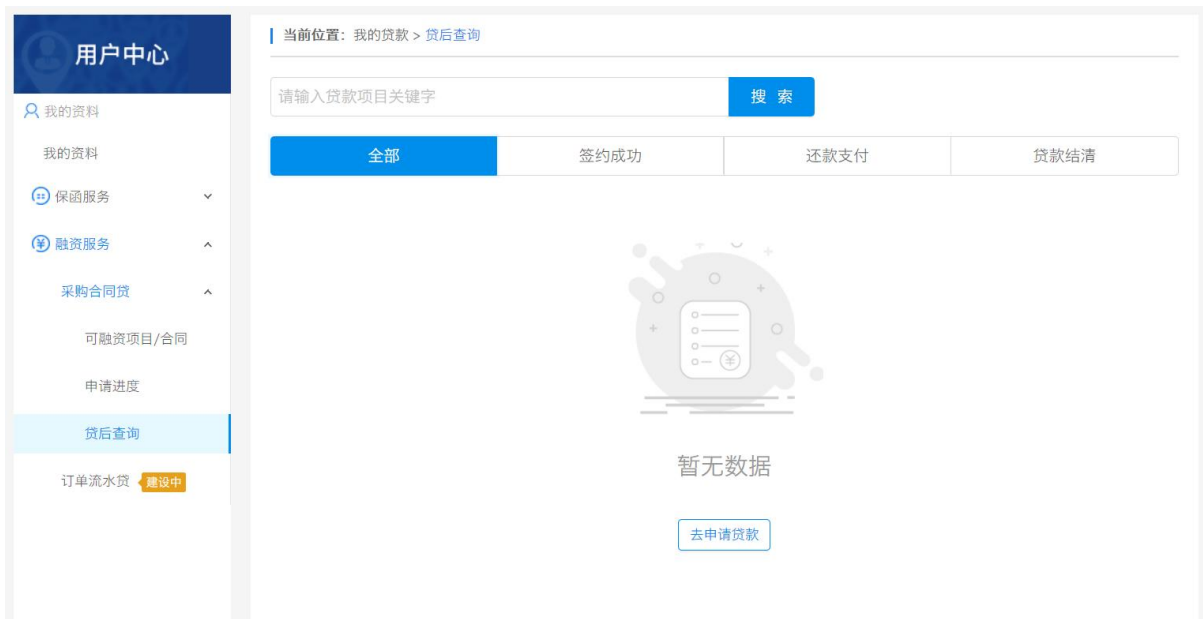 用户中心
我的资料
我的资料
保函服务
融资服务
采购合同贷
可融资项目/合同
申请进度
贷后查询
订单流水贷 建设中
当前位置：我的贷款 > 贷后查询
请输入贷款项目关键字 搜 索
全部 签约成功 还款支付 贷款结清
暂无数据
去申请贷款